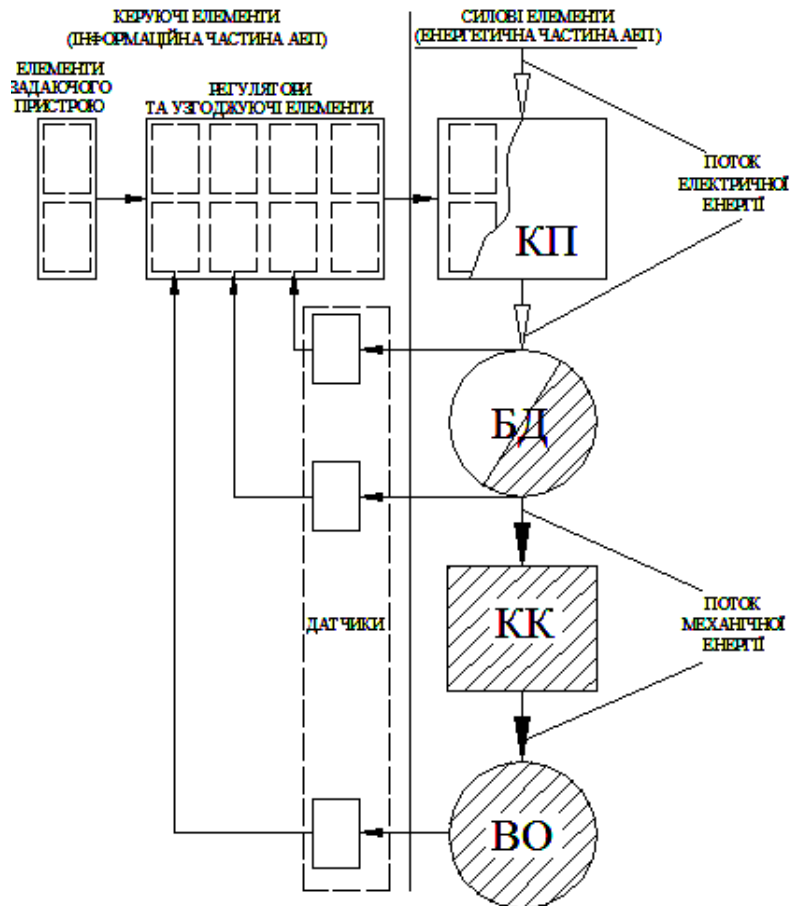 КЕРУЮЧІ ЕЛЕМЕНТИ
(ІНФОРМАЦІЙНА ЧАСТИНА АЕП)
СИЛОВІ ЕЛЕМЕНТИ
(ЕНЕРГЕТИЧНА ЧАСТИНА АЕП)
ЕЛЕМЕНТИ
ЗАДАЮЧОГО
ПРИСТРОЮ
РЕГУЛЯТОРИ
ТА УЗГОДЖУЮЧІ ЕЛЕМЕНТИ
ПОТОК
ЕЛЕКТРИЧНОЇ
ЕНЕРГІЇ
КП
БД
КК
ДАТЧИКИ
ПОТОК
МЕХАНІЧНОЇ
ЕНЕРГІЇ
ВО